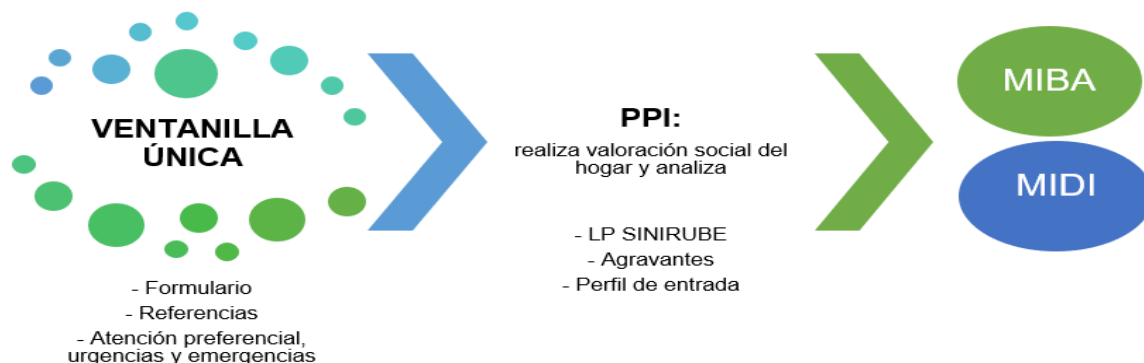 VENTANILLA
ÚNICA
- Formulario
- Referencias
- Atención preferencial,
urgencias y emergencias
PPI:
realiza valoración social del
hogar y analiza
- LP SINIRUBE
- Agravantes
- Perfil de entrada
MIBA
MIDI